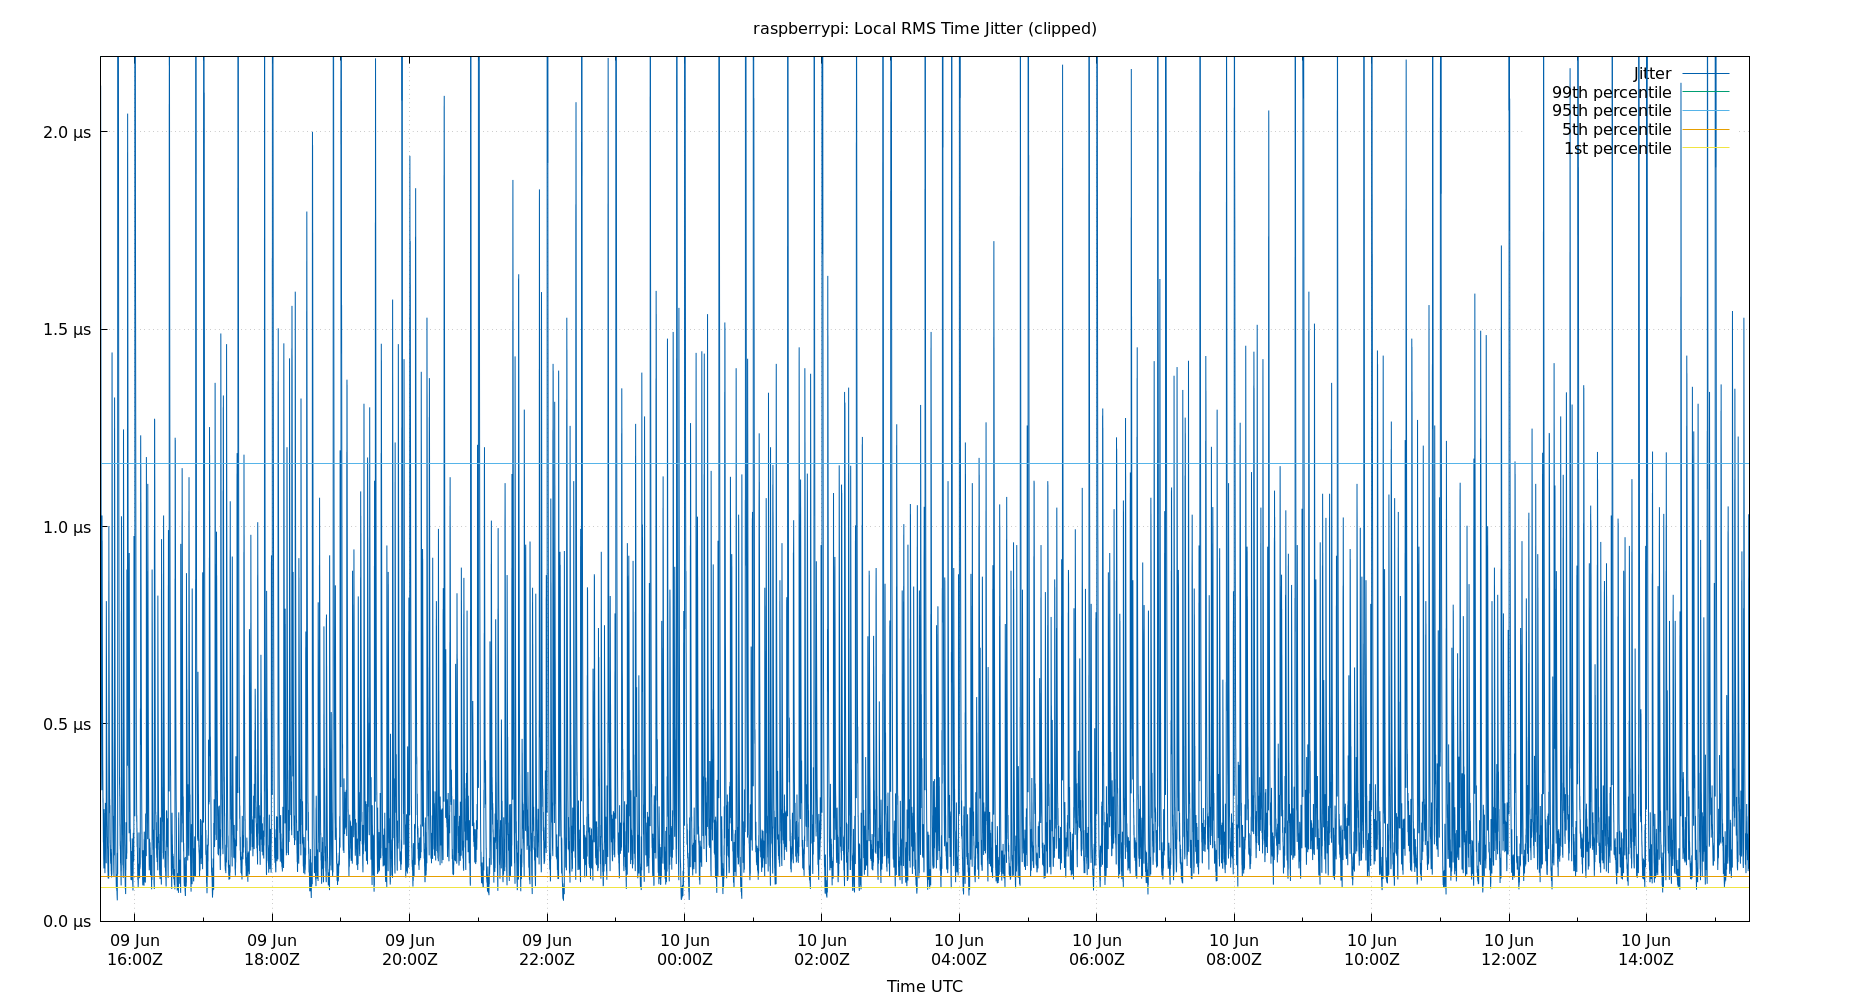 raspberrypi: Local RMS Time Jitter (clipped)
Jitter
99th percentile
95th percentile
5th percentile
1st percentile
2.0 µs
1.5 µs
1.0 µs
0.5 µs
0.0 µs
09 Jun 09 Jun 09 Jun 09 Jun 10 Jun 10 Jun 10 Jun 10 Jun 10 Jun 10 Jun 10 Jun 10 Jun
16:00Z 18:00Z 20:00Z 22:00Z 00:00Z 02:00Z 04:00Z 06:00Z 08:00Z 10:00Z 12:00Z 14:00Z
Time UTC